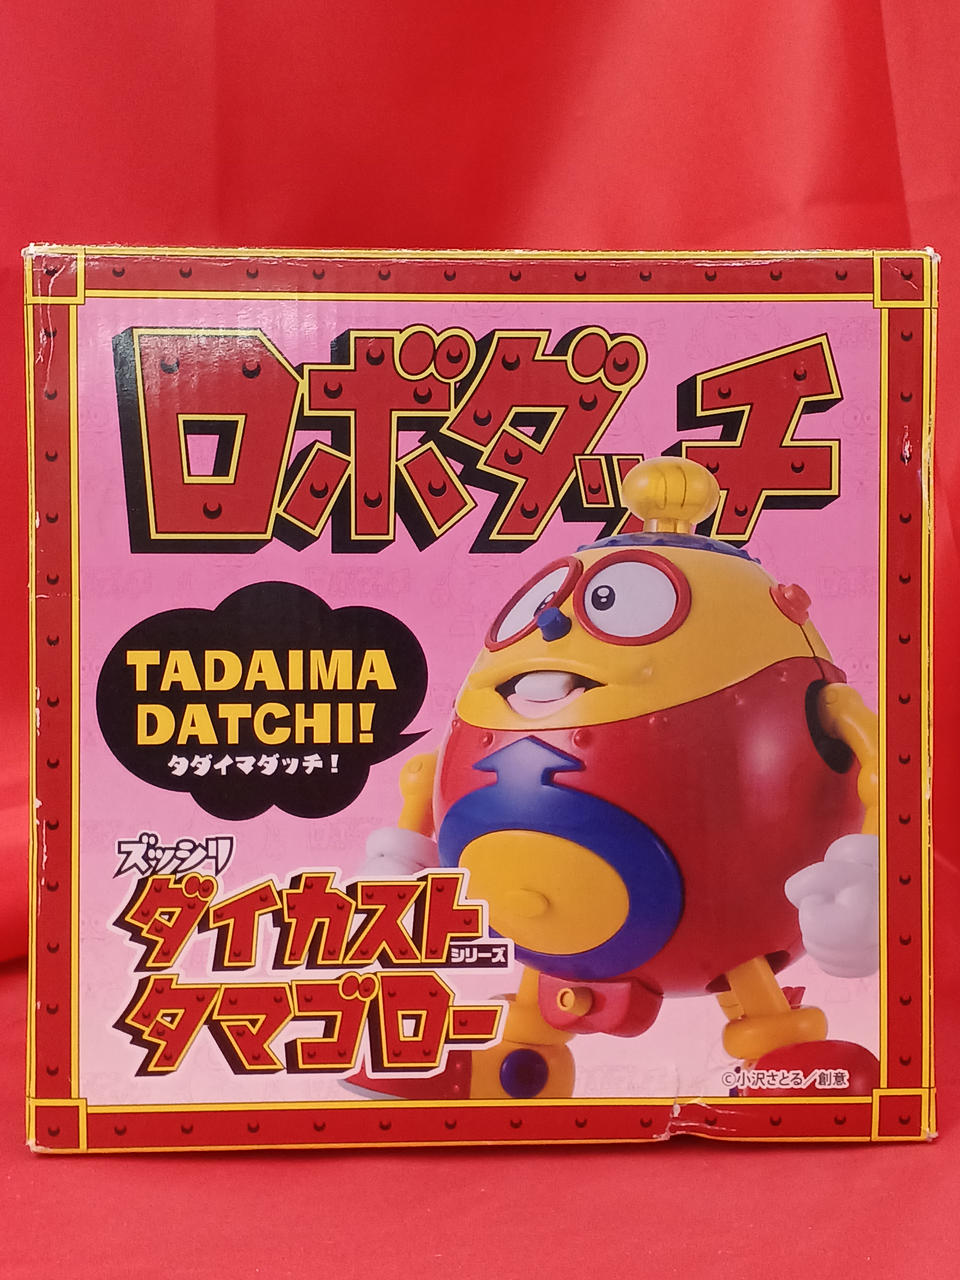 ロボダッチ
TADAIMA
DATCHI!
タダイマダッチ!
ズッシリ
ダイカスト
シリーズ
タマゴロー
©小沢さとる/創意